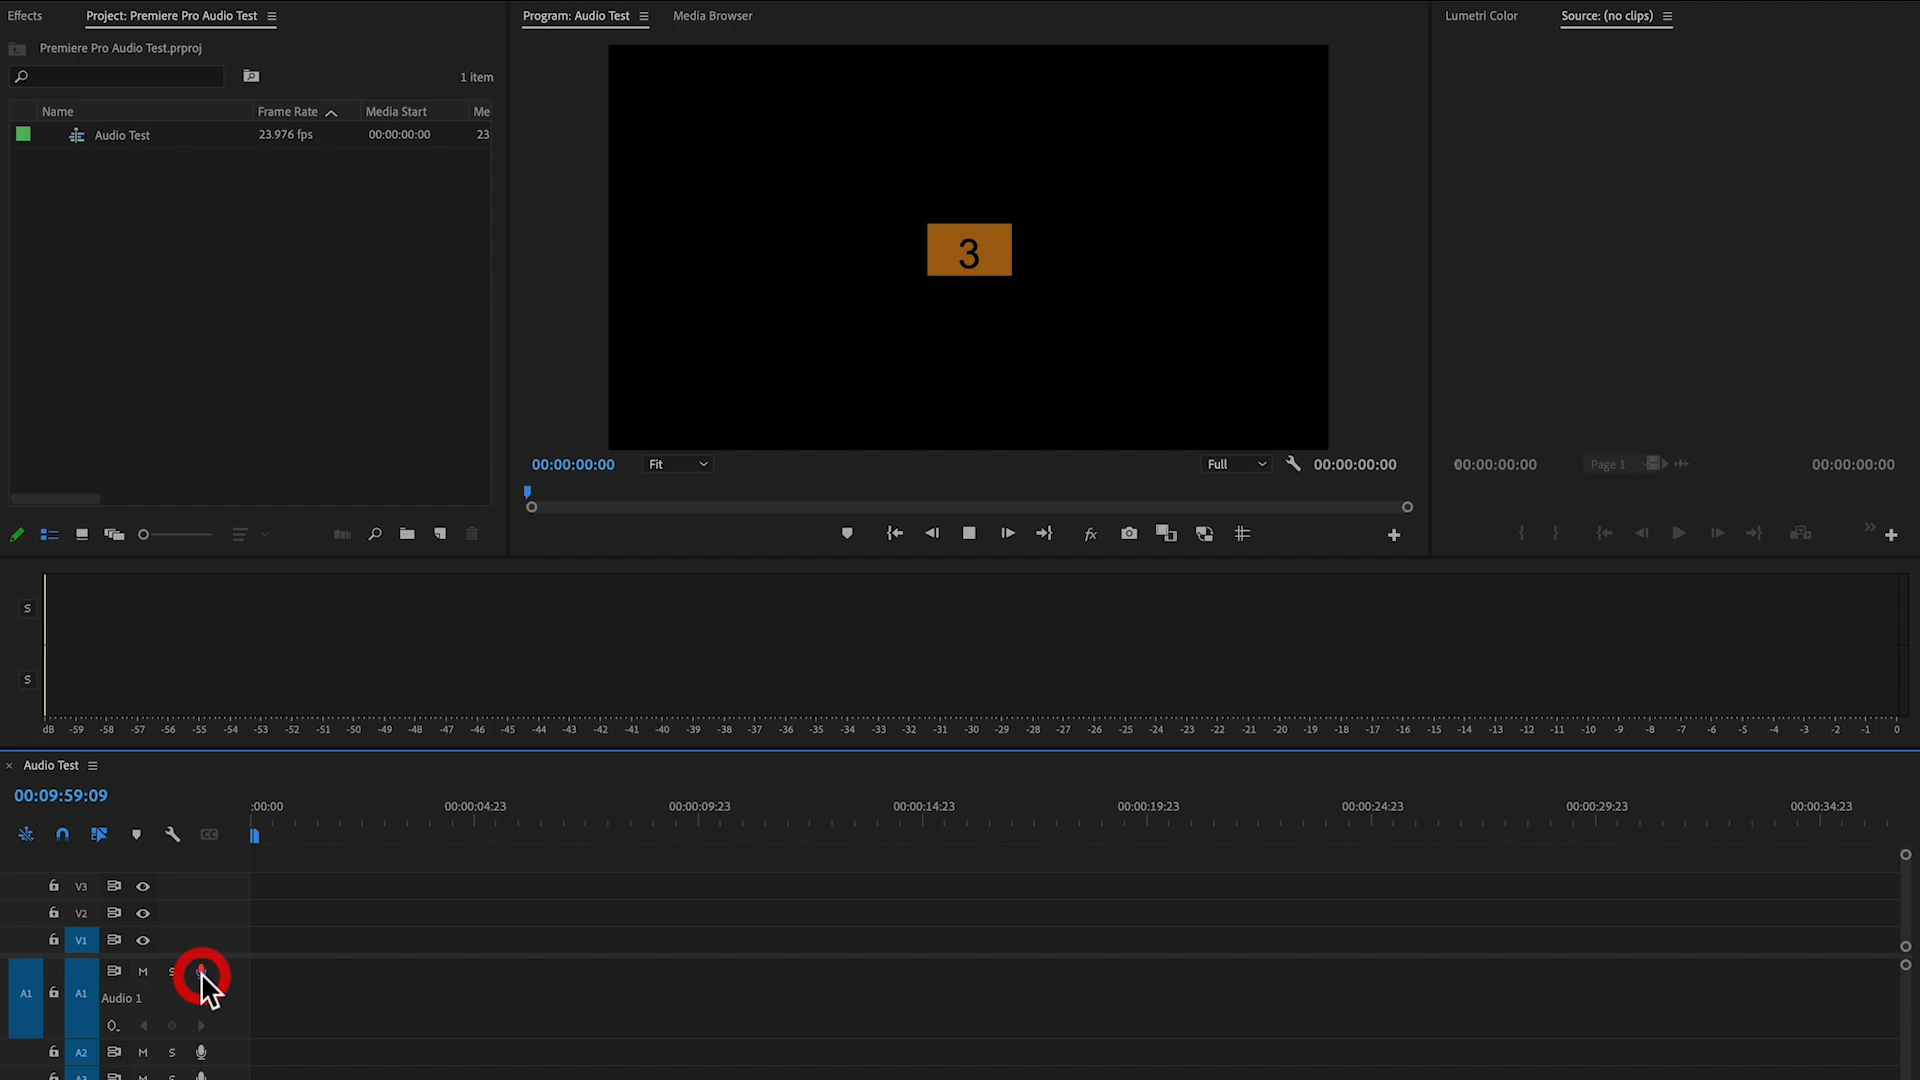 Effects
Project: Premiere Pro Audio Test
Program: Audio Test
Media Browser
Lumetri Color
Source: (no clips)
Premiere Pro Audio Test.prproj
1 item
Name
Frame Rate
Media Start
Me
Audio Test
23.976 fps
00:00:00:00
23
3
00:00:00:00
Fit
Full
00:00:00:00
00:00:00:00
Page 1
00:00:00:00
fx
S
S
dB -59 -58 -57 -56 -55 -54 -53 -52 -51 -50 -49 -48 -47 -46 -45 -44 -43 -42 -41 -40 -39 -38 -37 -36 -35 -34 -33 -32 -31 -30 -29 -28 -27 -26 -25 -24 -23 -22 -21 -20 -19 -18 -17 -16 -15 -14 -13 -12 -11 -10 -9 -8 -7 -6 -5 -4 -3 -2 -1 0
Audio Test
00:09:59:09
:00:00 00:00:04:23 00:00:09:23 00:00:14:23 00:00:19:23 00:00:24:23 00:00:29:23 00:00:34:23
CC
V3
V2
V1
M S
A1 A1
Audio 1
A2 M S
A3 M S